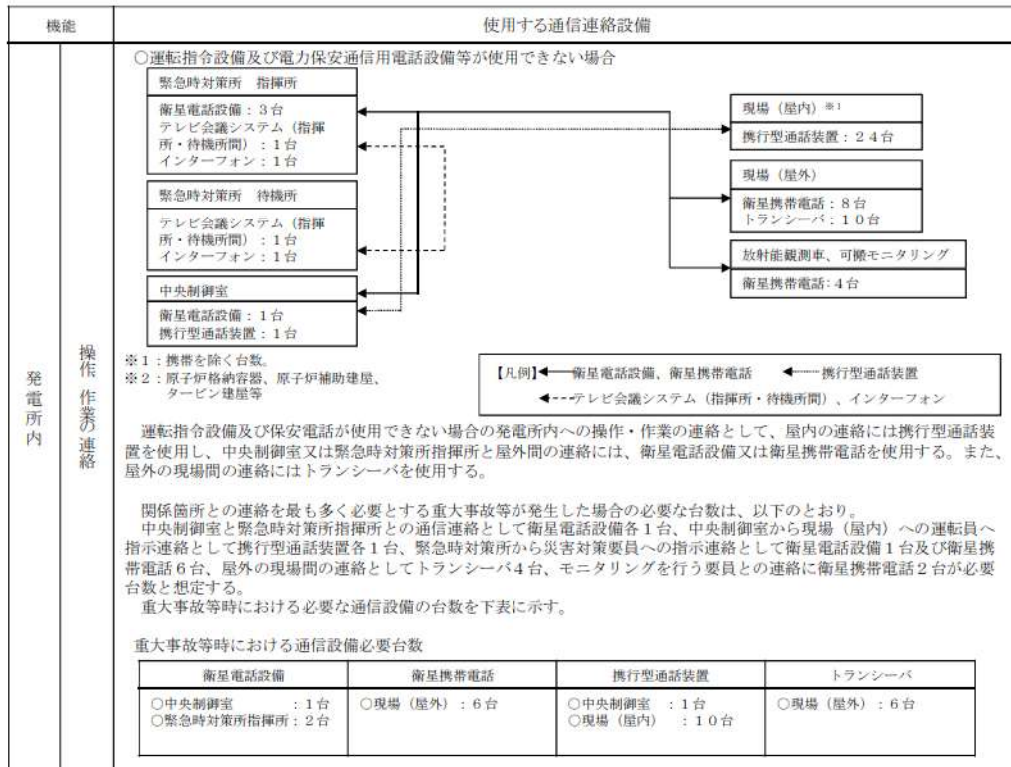 機能
使用する通信連絡設備
発電所内
操作、作業の連絡
○運転指令設備及び電力保安通信用電話設備等が使用できない場合
緊急時対策所　指揮所
衛星電話設備：３台
テレビ会議システム（指揮
所・待機所間）：１台
インターフォン：１台
緊急時対策所　待機所
テレビ会議システム（指揮
所・待機所間）：１台
インターフォン：１台
中央制御室
衛星電話設備：１台
携行型通話装置：１台
現場（屋内）※１
携行型通話装置：２４台
現場（屋外）
衛星携帯電話：８台
トランシーバ：１０台
放射能観測車、可搬モニタリング
衛星携帯電話：４台
※１：携帯を除く台数。
※２：原子炉格納容器、原子炉補助建屋、
タービン建屋等
【凡例】 衛星電話設備、衛星携帯電話 携行型通話装置
テレビ会議システム（指揮所・待機所間）、インターフォン
運転指令設備及び保安電話が使用できない場合の発電所内への操作・作業の連絡として、屋内の連絡には携行型通話装
置を使用し、中央制御室又は緊急時対策所指揮所と屋外間の連絡には、衛星電話設備又は衛星携帯電話を使用する。また、
屋外の現場間の連絡にはトランシーバを使用する。
関係箇所との連絡を最も多く必要とする重大事故等が発生した場合の必要な台数は、以下のとおり。
中央制御室と緊急時対策所指揮所との通信連絡として衛星電話設備各１台、中央制御室から現場（屋内）への運転員へ
指示連絡として携行型通話装置各１台、緊急時対策所から災害対策要員への指示連絡として衛星電話設備１台及び衛星携
帯電話６台、屋外の現場間の連絡としてトランシーバ４台、モニタリングを行う要員との連絡に衛星携帯電話２台が必要
台数と想定する。
重大事故等時における必要な通信設備の台数を下表に示す。
重大事故等時における通信設備必要台数
衛星電話設備
衛星携帯電話
携行型通話装置
トランシーバ
○中央制御室　　　　：１台
○緊急時対策所指揮所：２台
○現場（屋外）：６台
○中央制御室　：１台
○現場（屋内）　：１０台
○現場（屋外）：６台